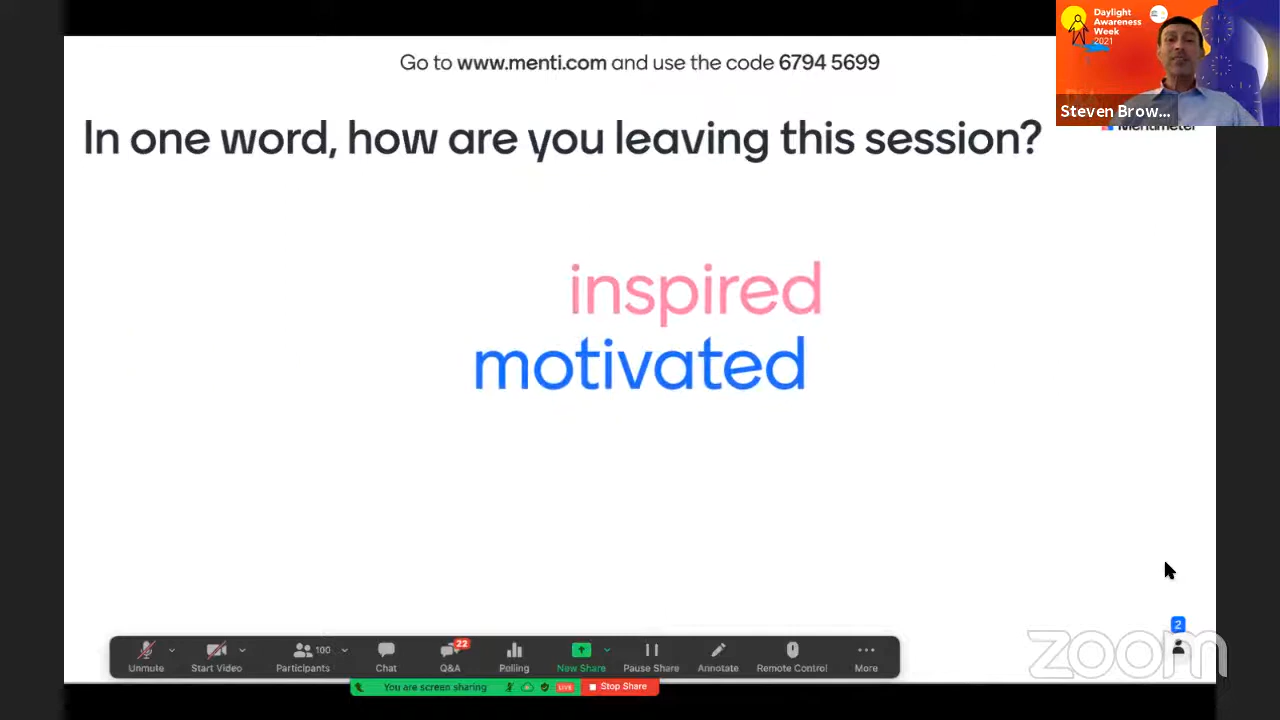 Go to www.menti.com and use the code 6794 5699
Daylight
Awareness
Week
2021
Steven Brow...
Mentimeter
In one word, how are you leaving this session?
inspired
motivated
2
zoom
Unmute
Start Video
100
Participants
Chat
22
Q&A
Polling
New Share
Pause Share
Annotate
Remote Control
More
You are screen sharing
LIVE
Stop Share